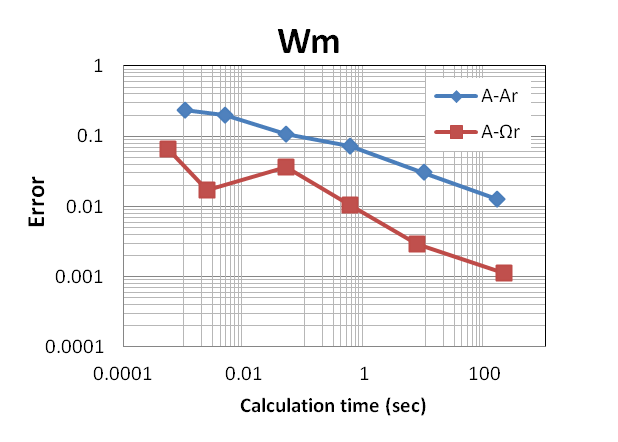 Wm
1
0.1
0.01
0.001
0.0001
Error
A-Ar
A-Ωr
0.0001
0.01
1
100
Calculation time (sec)